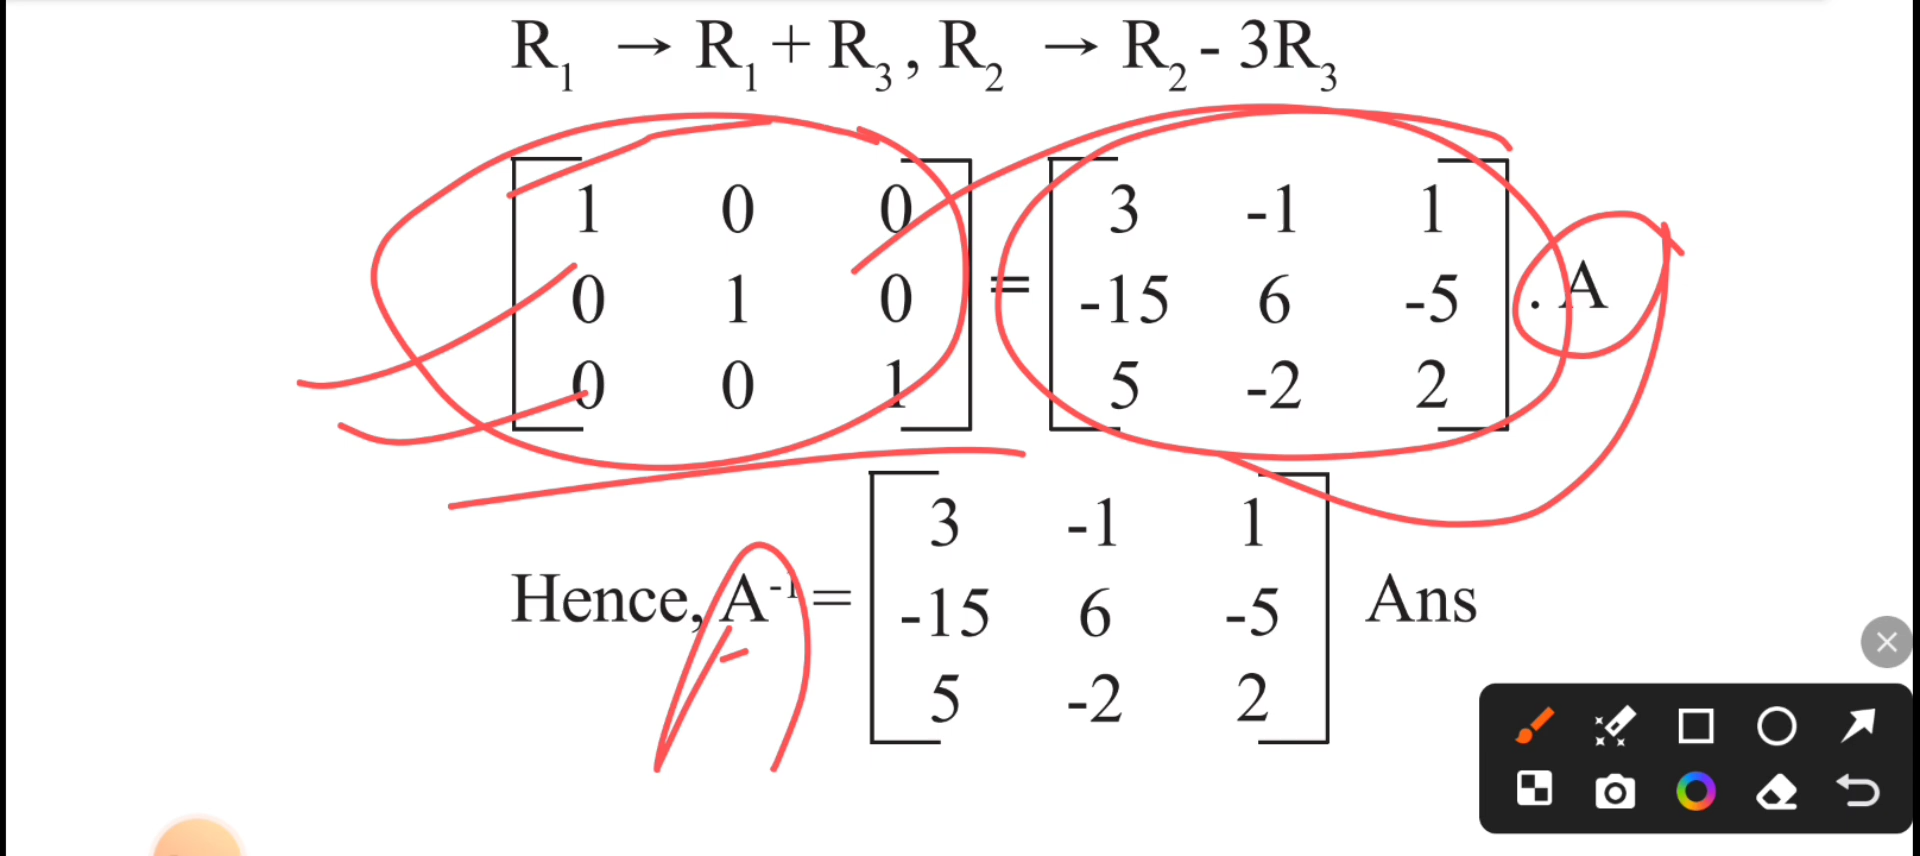 R₁ → R₁ + R₃ , R₂ → R₂ - 3R₃
1 0 0 3 -1 1
0 1 0 = -15 6 -5 . A
0 0 1 5 -2 2
3 -1 1
Hence, A⁻¹ = -15 6 -5 Ans
5 -2 2